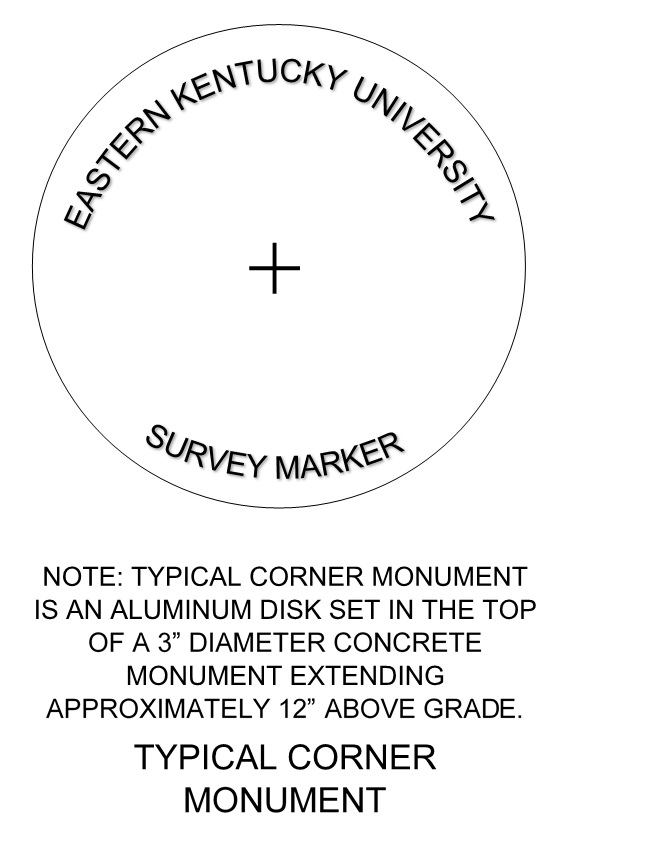 EASTERN KENTUCKY UNIVERSITY
SURVEY MARKER
NOTE: TYPICAL CORNER MONUMENT
IS AN ALUMINUM DISK SET IN THE TOP
OF A 3” DIAMETER CONCRETE
MONUMENT EXTENDING
APPROXIMATELY 12” ABOVE GRADE.
TYPICAL CORNER
MONUMENT